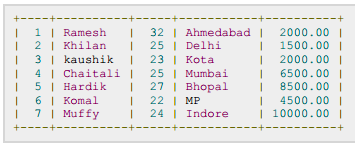 +----+----------+-----+-----------+----------+
|  1 | Ramesh   |  32 | Ahmedabad |  2000.00 |
|  2 | Khilan   |  25 | Delhi     |  1500.00 |
|  3 | kaushik  |  23 | Kota      |  2000.00 |
|  4 | Chaitali |  25 | Mumbai    |  6500.00 |
|  5 | Hardik   |  27 | Bhopal    |  8500.00 |
|  6 | Komal    |  22 | MP        |  4500.00 |
|  7 | Muffy    |  24 | Indore    | 10000.00 |
+----+----------+-----+-----------+----------+